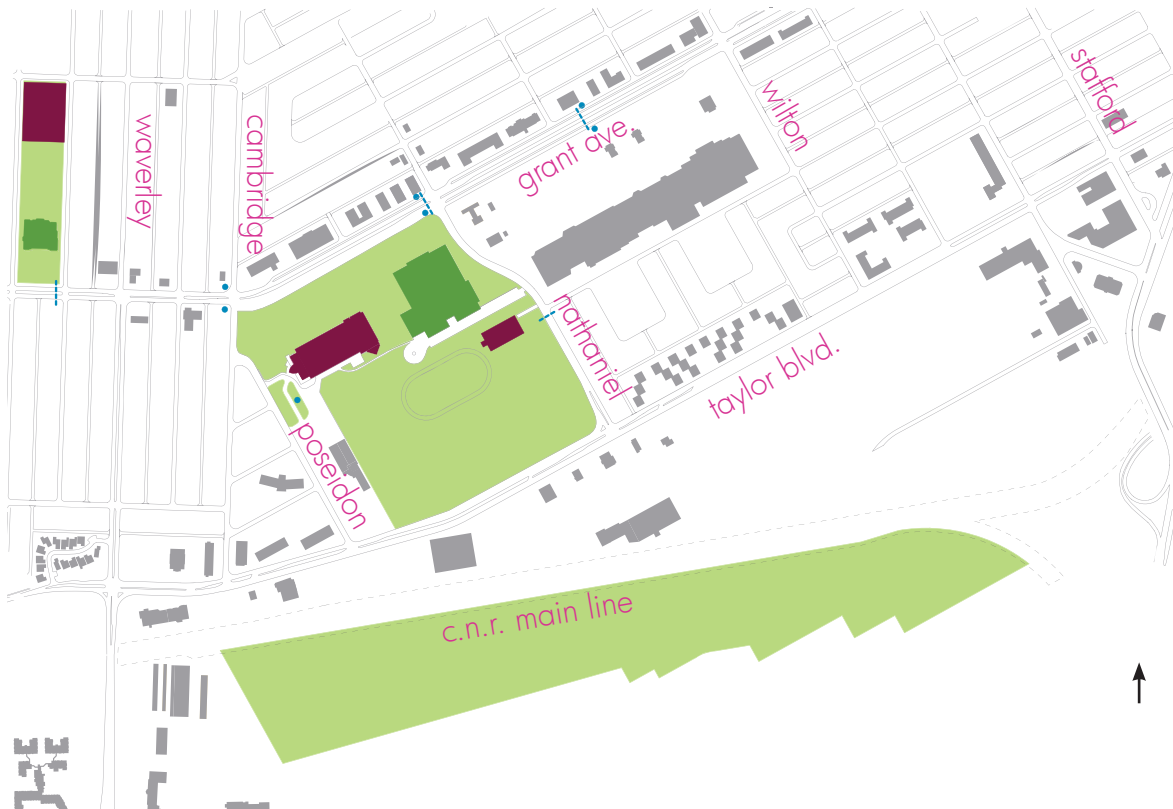 stafford
wilton
waverley
cambridge
grant ave.
nathaniel
taylor blvd.
poseidon
c.n.r. main line